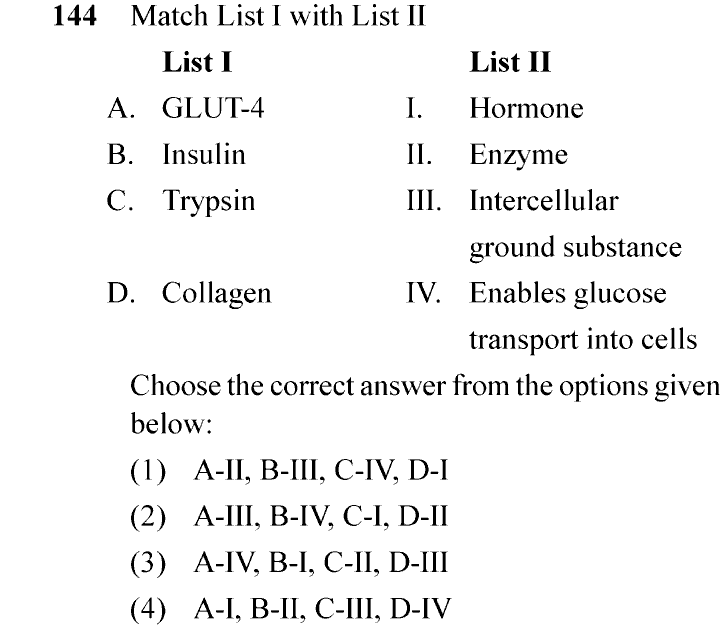 144 Match List I with List II
List I List II
A. GLUT-4 I. Hormone
B. Insulin II. Enzyme
C. Trypsin III. Intercellular
ground substance
D. Collagen IV. Enables glucose
transport into cells
Choose the correct answer from the options given
below:
(1) A-II, B-III, C-IV, D-I
(2) A-III, B-IV, C-I, D-II
(3) A-IV, B-I, C-II, D-III
(4) A-I, B-II, C-III, D-IV